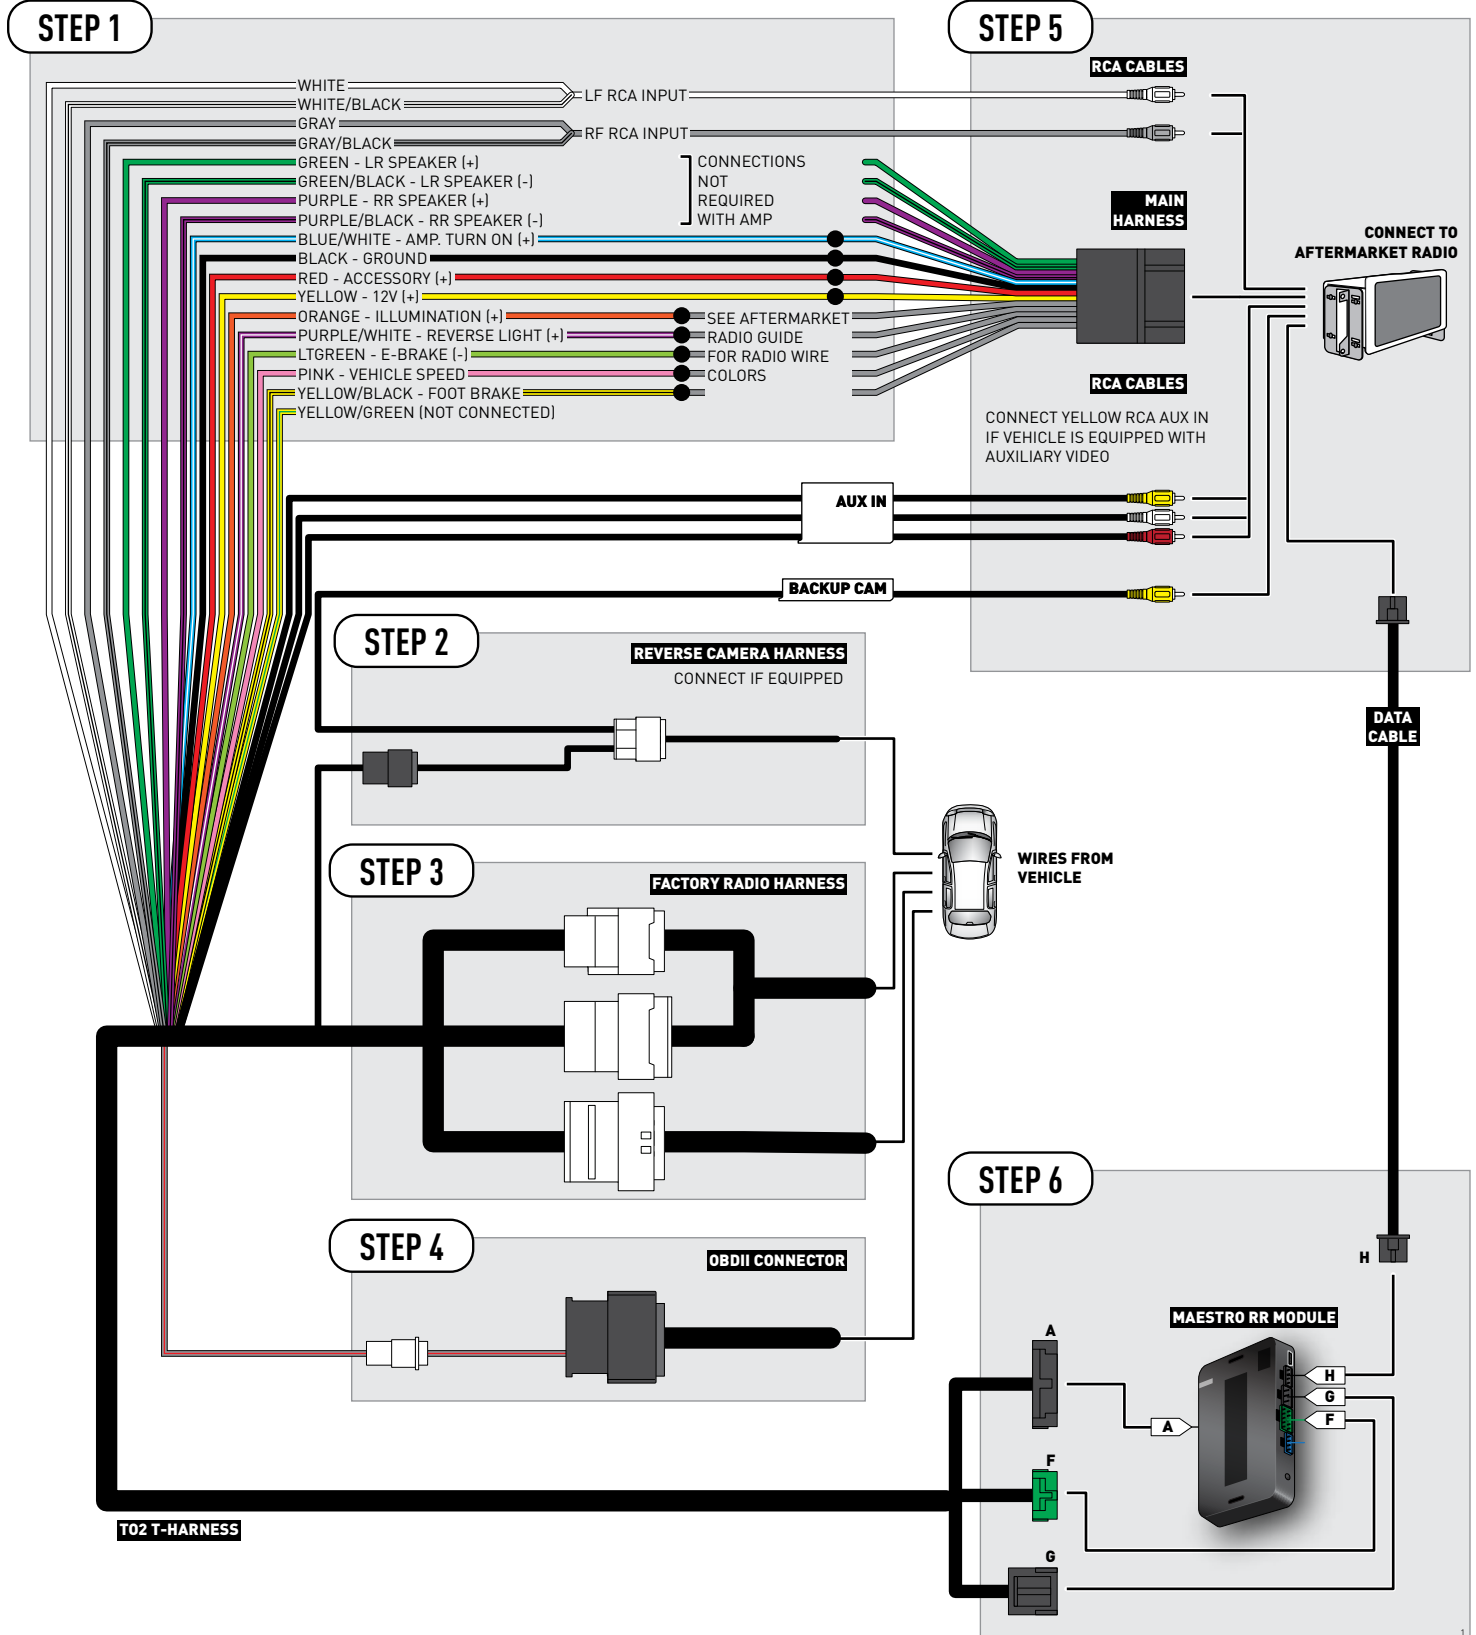 STEP 1
WHITE
WHITE/BLACK
LF RCA INPUT
GRAY
GRAY/BLACK
RF RCA INPUT
GREEN - LR SPEAKER (+)
GREEN/BLACK - LR SPEAKER (-)
PURPLE - RR SPEAKER (+)
PURPLE/BLACK - RR SPEAKER (-)
CONNECTIONS
NOT
REQUIRED
WITH AMP
BLUE/WHITE - AMP. TURN ON (+)
BLACK - GROUND
RED - ACCESSORY (+)
YELLOW - 12V (+)
ORANGE - ILLUMINATION (+)
PURPLE/WHITE - REVERSE LIGHT (+)
LTGREEN - E-BRAKE (-)
PINK - VEHICLE SPEED
YELLOW/BLACK - FOOT BRAKE
YELLOW/GREEN (NOT CONNECTED)
SEE AFTERMARKET
RADIO GUIDE
FOR RADIO WIRE
COLORS
STEP 5
RCA CABLES
MAIN
HARNESS
CONNECT TO
AFTERMARKET RADIO
RCA CABLES
CONNECT YELLOW RCA AUX IN
IF VEHICLE IS EQUIPPED WITH
AUXILIARY VIDEO
AUX IN
BACKUP CAM
DATA
CABLE
STEP 2
REVERSE CAMERA HARNESS
CONNECT IF EQUIPPED
STEP 3
FACTORY RADIO HARNESS
WIRES FROM
VEHICLE
STEP 4
OBDII CONNECTOR
STEP 6
H
MAESTRO RR MODULE
A
H
G
F
A
F
G
T02 T-HARNESS
1